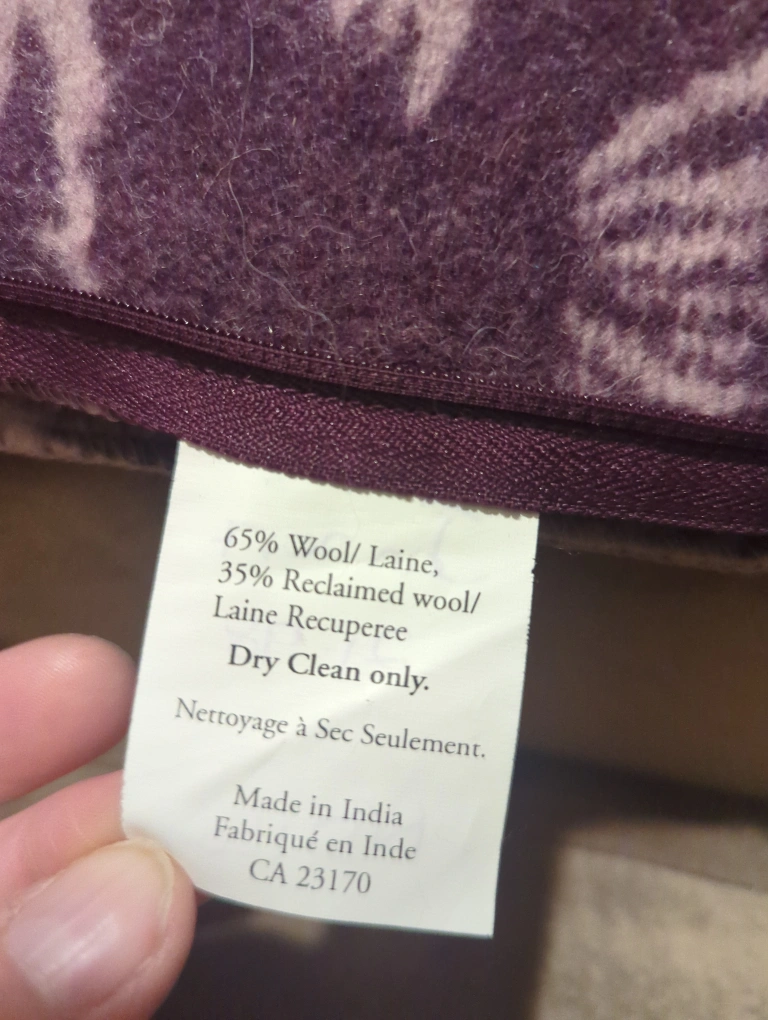 65% Wool/ Laine,
35% Reclaimed wool/
Laine Recuperee
Dry Clean only.
Nettoyage à Sec Seulement.
Made in India
Fabriqué en Inde
CA 23170